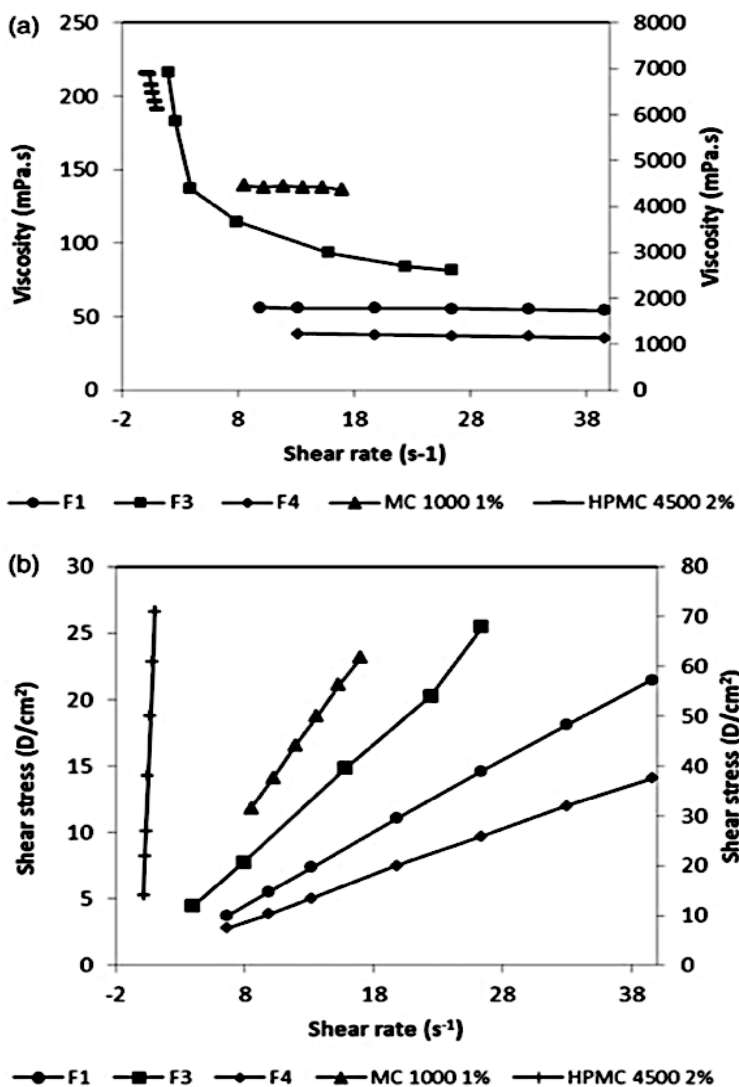 (a)
250
200
150
100
50
0
Viscosity (mPa.s)
8000
7000
6000
5000
4000
3000
2000
1000
0
Viscosity (mPa.s)
-2 8 18 28 38
Shear rate (s-1)
F1 F3 F4 MC 1000 1% HPMC 4500 2%
(b)
30
25
20
15
10
5
0
Shear stress (D/cm²)
80
70
60
50
40
30
20
10
0
Shear stress (D/cm²)
-2 8 18 28 38
Shear rate (s⁻¹)
F1 F3 F4 MC 1000 1% HPMC 4500 2%